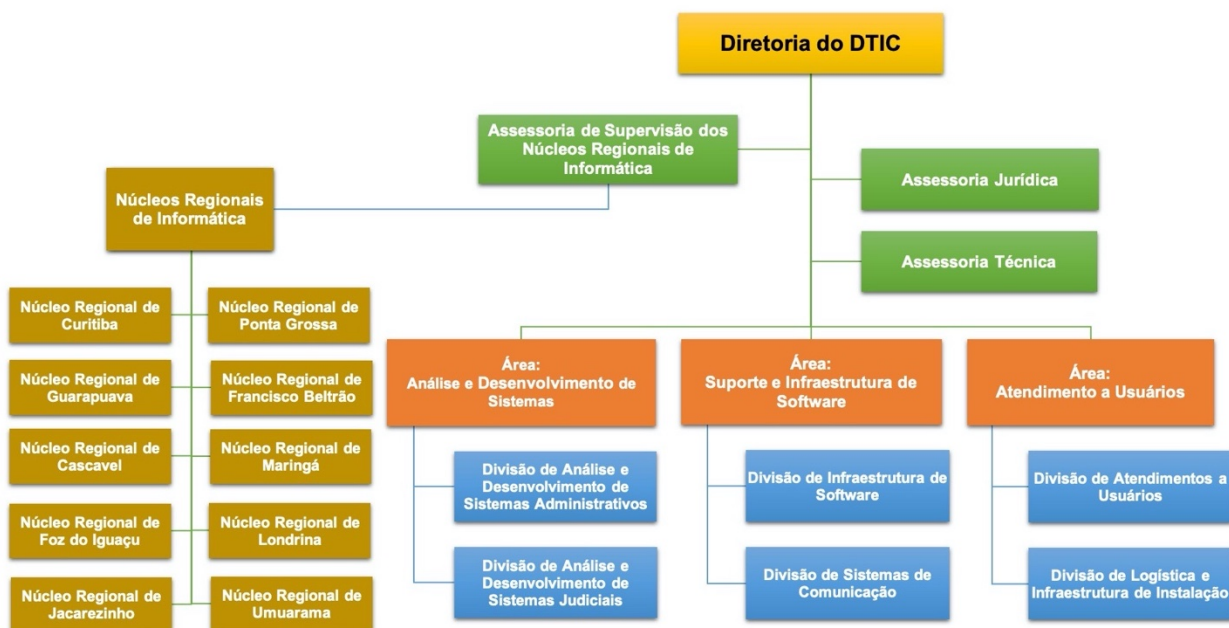 Diretoria do DTIC
Assessoria de Supervisão dos
Núcleos Regionais de
Informática
Assessoria Jurídica
Núcleos Regionais
de Informática
Assessoria Técnica
Núcleo Regional de
Curitiba
Núcleo Regional de
Ponta Grossa
Núcleo Regional de
Guarapuava
Núcleo Regional de
Francisco Beltrão
Núcleo Regional de
Cascavel
Núcleo Regional de
Maringá
Núcleo Regional de
Foz do Iguaçu
Núcleo Regional de
Londrina
Núcleo Regional de
Jacarezinho
Núcleo Regional de
Umuarama
Área:
Análise e Desenvolvimento de
Sistemas
Divisão de Análise e
Desenvolvimento de
Sistemas Administrativos
Divisão de Análise e
Desenvolvimento de
Sistemas Judiciais
Área:
Suporte e Infraestrutura de
Software
Divisão de Infraestrutura de
Software
Divisão de Sistemas de
Comunicação
Área:
Atendimento a Usuários
Divisão de Atendimentos a
Usuários
Divisão de Logística e
Infraestrutura de Instalação